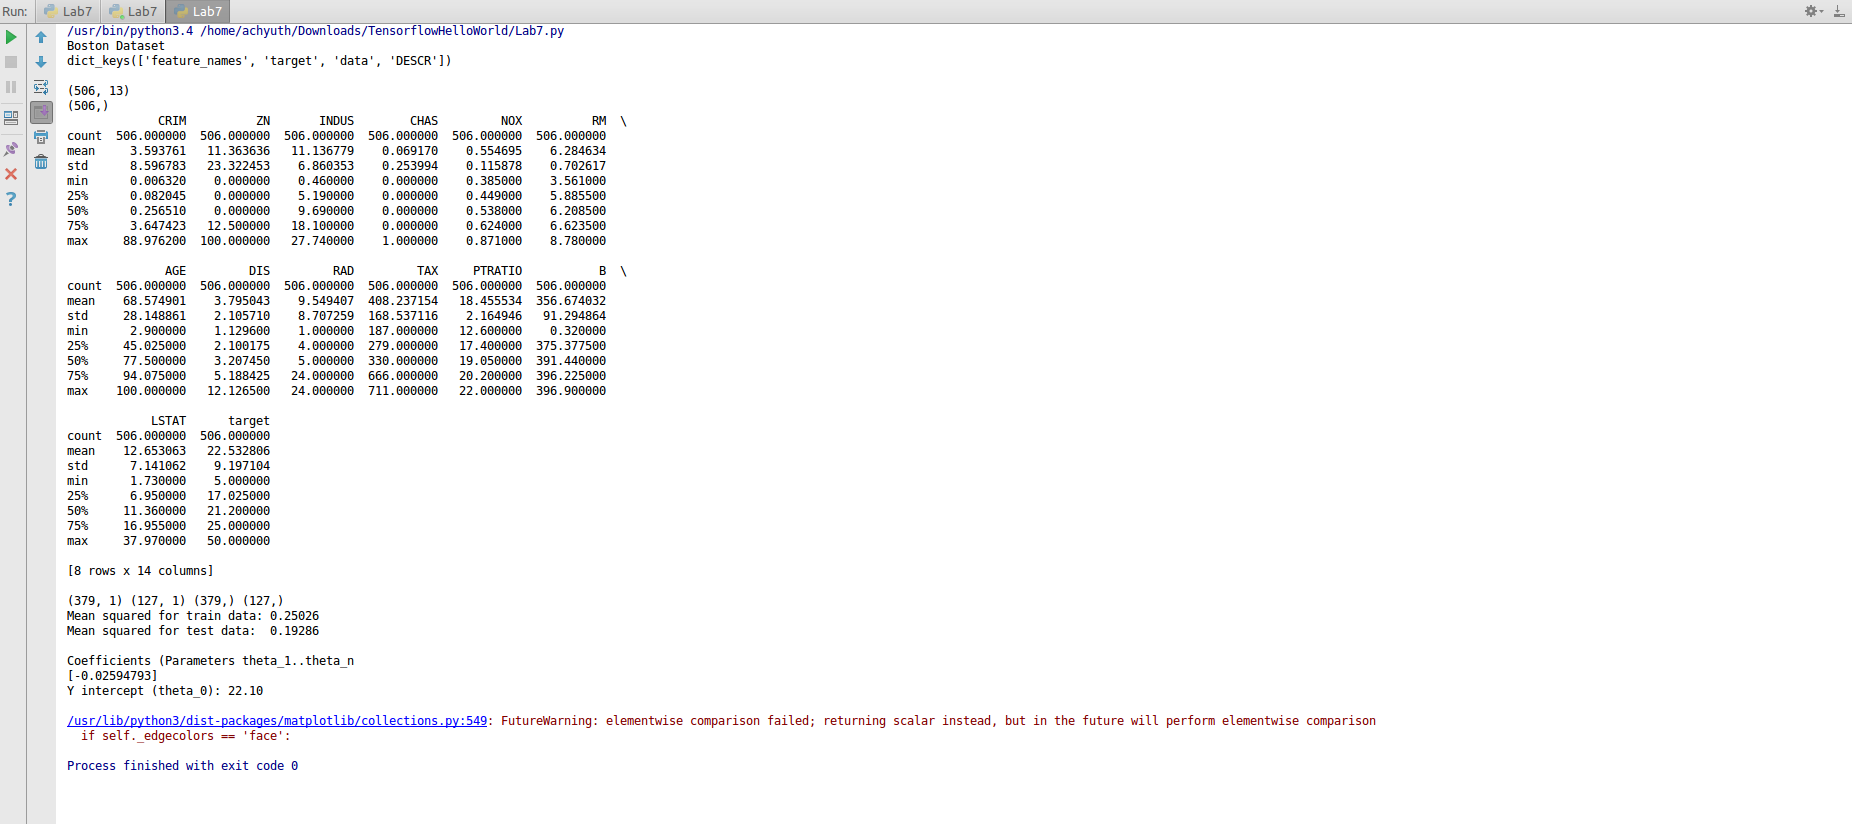 Run: Lab7 Lab7 Lab7
/usr/bin/python3.4 /home/achyuth/Downloads/TensorflowHelloWorld/Lab7.py
Boston Dataset
dict_keys(['feature_names', 'target', 'data', 'DESCR'])
(506, 13)
(506,)
CRIM ZN INDUS CHAS NOX RM \
count 506.000000 506.000000 506.000000 506.000000 506.000000 506.000000
mean 3.593761 11.363636 11.136779 0.069170 0.554695 6.284634
std 8.596783 23.322453 6.860353 0.253994 0.115878 0.702617
min 0.006320 0.000000 0.460000 0.000000 0.385000 3.561000
25% 0.082045 0.000000 5.190000 0.000000 0.449000 5.885500
50% 0.256510 0.000000 9.690000 0.000000 0.538000 6.208500
75% 3.647423 12.500000 18.100000 0.000000 0.624000 6.623500
max 88.976200 100.000000 27.740000 1.000000 0.871000 8.780000
AGE DIS RAD TAX PTRATIO B \
count 506.000000 506.000000 506.000000 506.000000 506.000000 506.000000
mean 68.574901 3.795043 9.549407 408.237154 18.455534 356.674032
std 28.148861 2.105710 8.707259 168.537116 2.164946 91.294864
min 2.900000 1.129600 1.000000 187.000000 12.600000 0.320000
25% 45.025000 2.100175 4.000000 279.000000 17.400000 375.377500
50% 77.500000 3.207450 5.000000 330.000000 19.050000 391.440000
75% 94.075000 5.188425 24.000000 666.000000 20.200000 396.225000
max 100.000000 12.126500 24.000000 711.000000 22.000000 396.900000
LSTAT target
count 506.000000 506.000000
mean 12.653063 22.532806
std 7.141062 9.197104
min 1.730000 5.000000
25% 6.950000 17.025000
50% 11.360000 21.200000
75% 16.955000 25.000000
max 37.970000 50.000000
[8 rows x 14 columns]
(379, 1) (127, 1) (379,) (127,)
Mean squared for train data: 0.25026
Mean squared for test data: 0.19286
Coefficients (Parameters theta_1..theta_n
[-0.02594793]
Y intercept (theta_0): 22.10
/usr/lib/python3/dist-packages/matplotlib/collections.py:549: FutureWarning: elementwise comparison failed; returning scalar instead, but in the future will perform elementwise comparison
if self._edgecolors == 'face':
Process finished with exit code 0